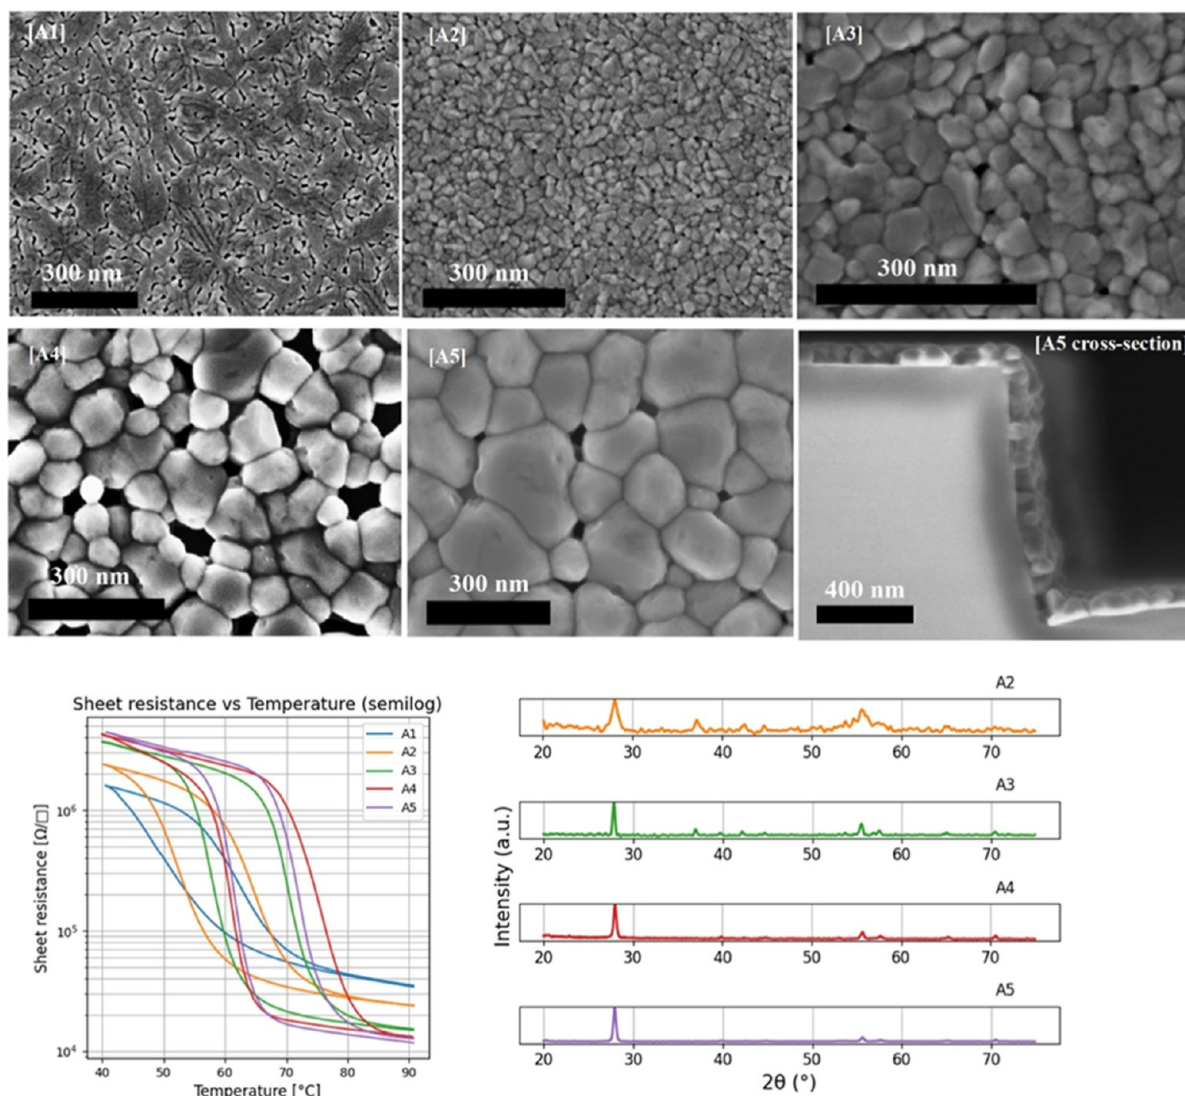 [A1]
[A2]
[A3]
300 nm
300 nm
300 nm
[A4]
[A5]
[A5 cross-section]
300 nm
300 nm
400 nm
Sheet resistance vs Temperature (semilog)
A1
A2
A3
A4
A5
Sheet resistance [Ω/□]
10⁶
10⁵
10⁴
40 50 60 70 80 90
Temperature [°C]
A2
20 30 40 50 60 70
A3
20 30 40 50 60 70
Intensity (a.u.)
A4
20 30 40 50 60 70
A5
20 30 40 50 60 70
2θ (°)